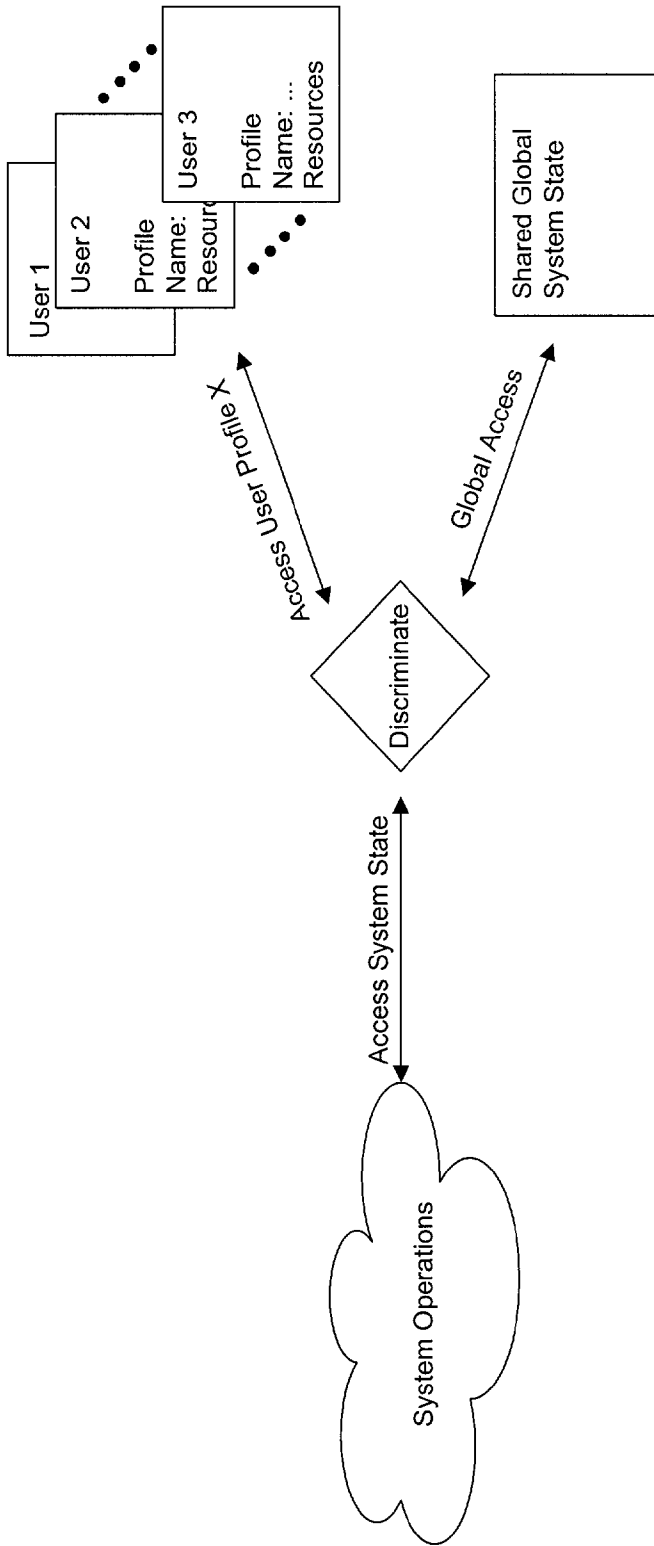 System Operations
Access System State
Discriminate
Access User Profile X
Global Access
User 1
User 2
Profile
Name:
Resourc
User 3
Profile
Name: ...
Resources
Shared Global
System State